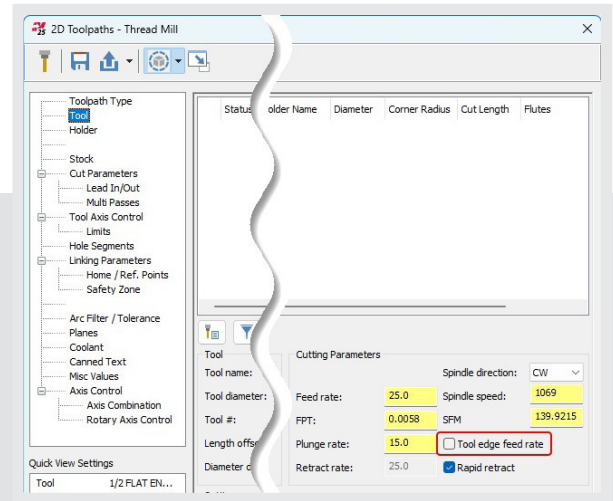 2D Toolpaths - Thread Mill
Toolpath Type
Tool
Holder
Stock
Cut Parameters
Lead In/Out
Multi Passes
Tool Axis Control
Limits
Hole Segments
Linking Parameters
Home / Ref. Points
Safety Zone
Arc Filter / Tolerance
Planes
Coolant
Canned Text
Misc Values
Axis Control
Axis Combination
Rotary Axis Control
Quick View Settings
Tool 1/2 FLAT EN...
Status older Name Diameter Corner Radius Cut Length Flutes
Tool
Tool name:
Tool diameter:
Tool #:
Length offse
Diameter o
Cutting Parameters
Spindle direction: CW
Feed rate: 25.0 Spindle speed: 1069
FPT: 0.0058 SFM 139.9215
Plunge rate: 15.0 Tool edge feed rate
Retract rate: 25.0 Rapid retract